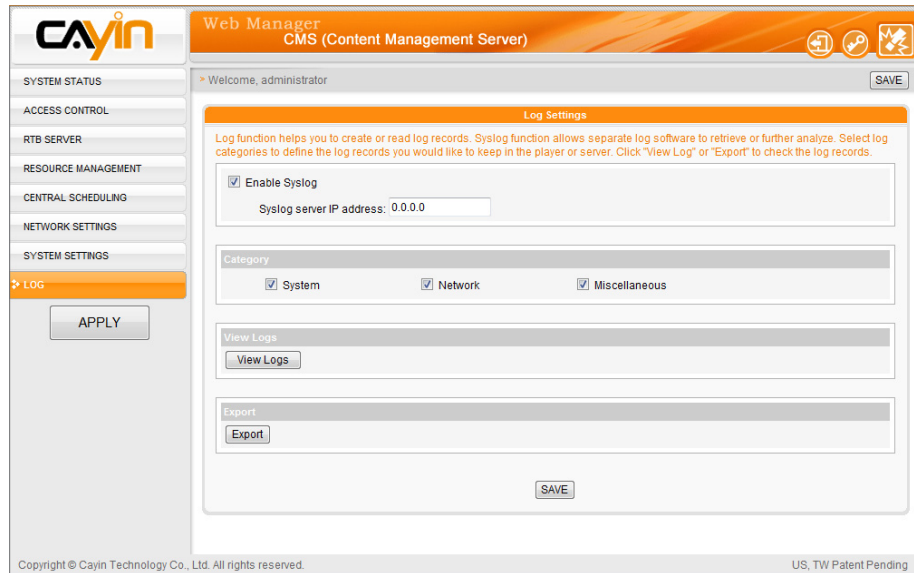 CAYIN
Web Manager
CMS (Content Management Server)
SYSTEM STATUS
ACCESS CONTROL
RTB SERVER
RESOURCE MANAGEMENT
CENTRAL SCHEDULING
NETWORK SETTINGS
SYSTEM SETTINGS
LOG
APPLY
> Welcome, administrator
SAVE
Log Settings
Log function helps you to create or read log records. Syslog function allows separate log software to retrieve or further analyze. Select log
categories to define the log records you would like to keep in the player or server. Click "View Log" or "Export" to check the log records.
Enable Syslog
Syslog server IP address: 0.0.0.0
Category
System Network Miscellaneous
View Logs
View Logs
Export
Export
SAVE
Copyright © Cayin Technology Co., Ltd. All rights reserved.
US, TW Patent Pending